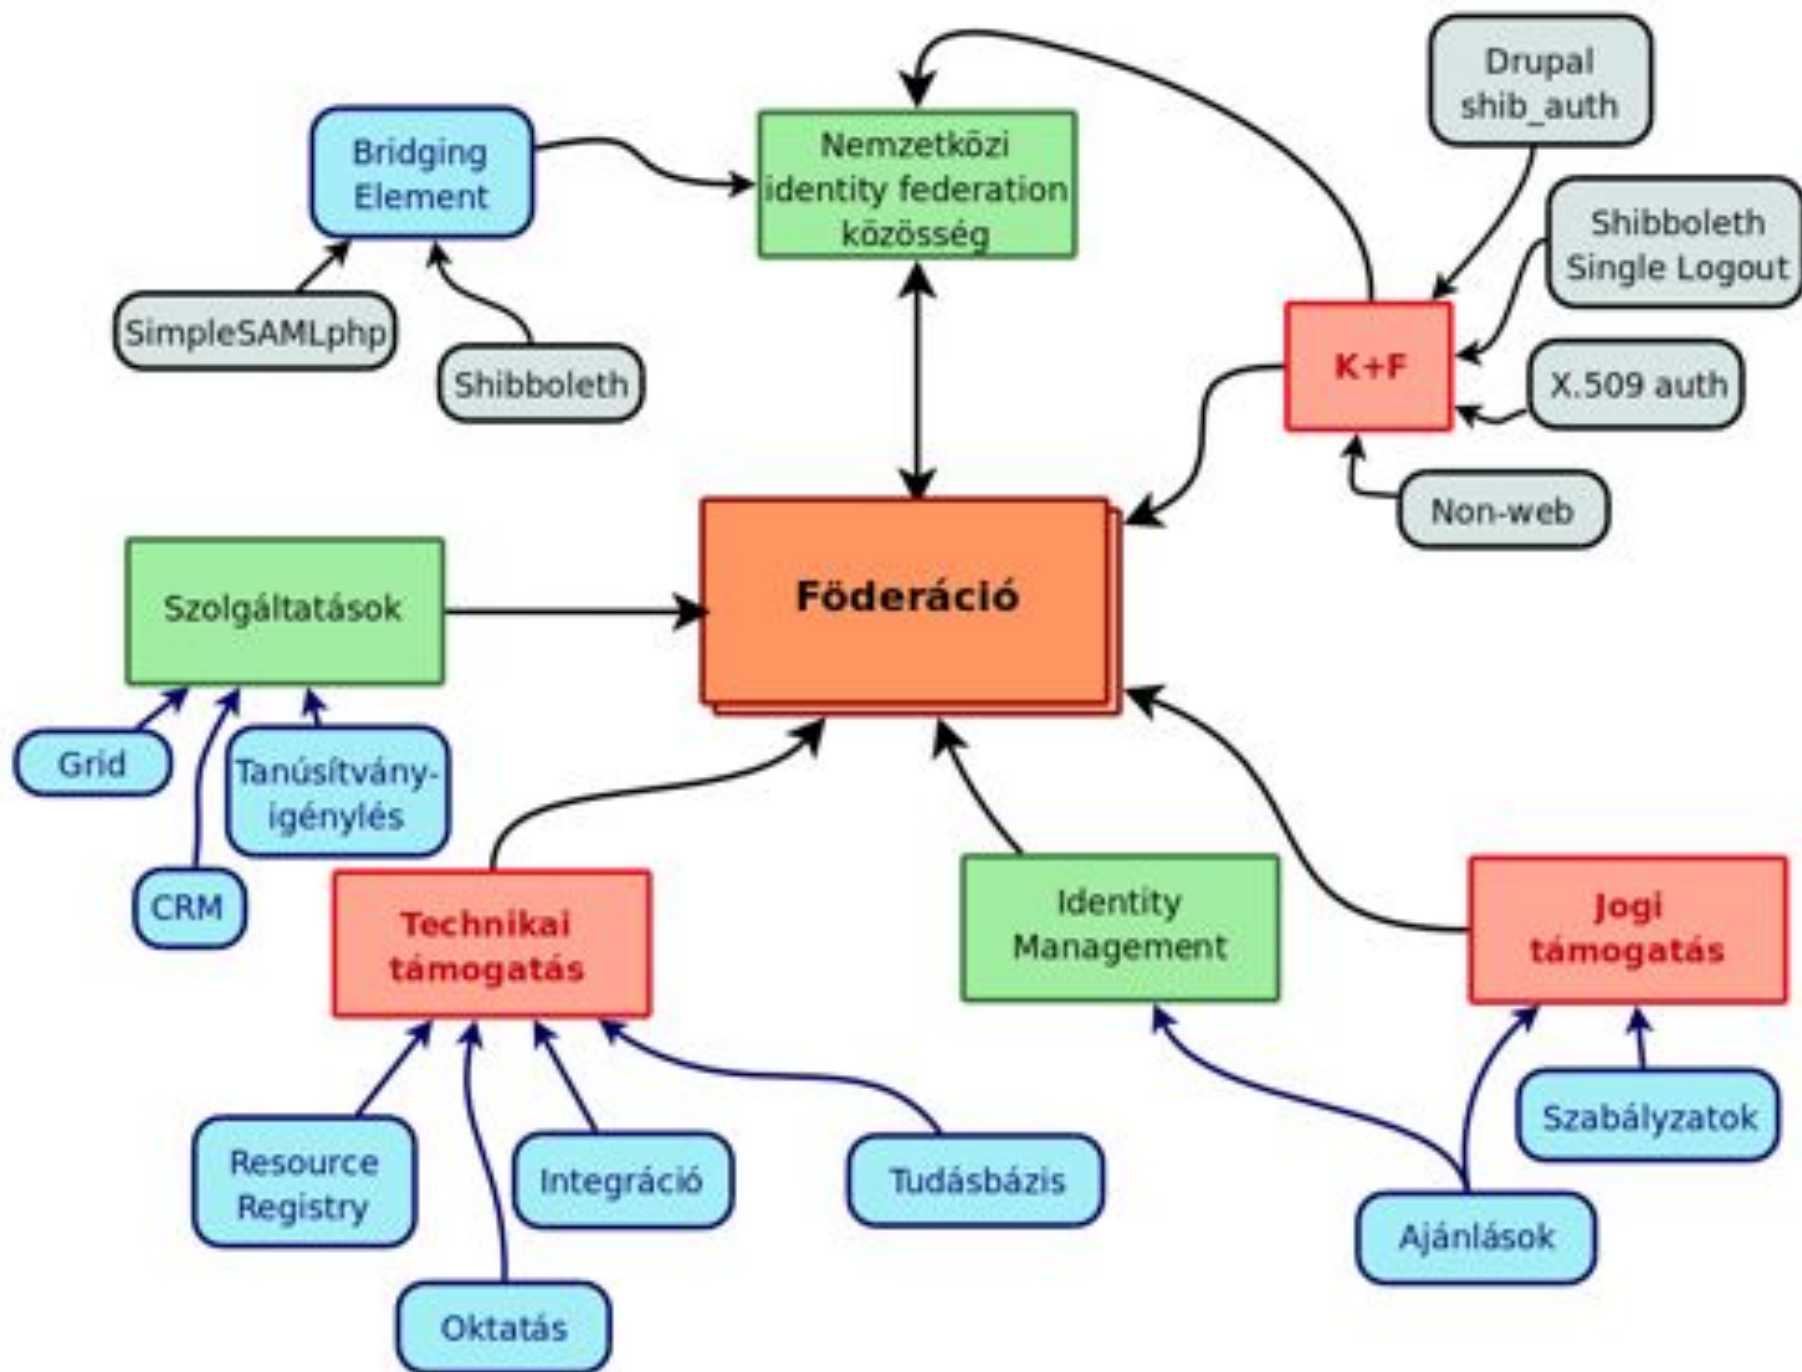 Drupal
shib_auth
Bridging
Element
Nemzetközi
identity federation
közösség
Shibboleth
Single Logout
SimpleSAMLphp
Shibboleth
K+F
X.509 auth
Non-web
Szolgáltatások
Föderáció
Grid
Tanúsítvány-
igénylés
CRM
Technikai
támogatás
Identity
Management
Jogi
támogatás
Resource
Registry
Integráció
Tudásbázis
Szabályzatok
Ajánlások
Oktatás